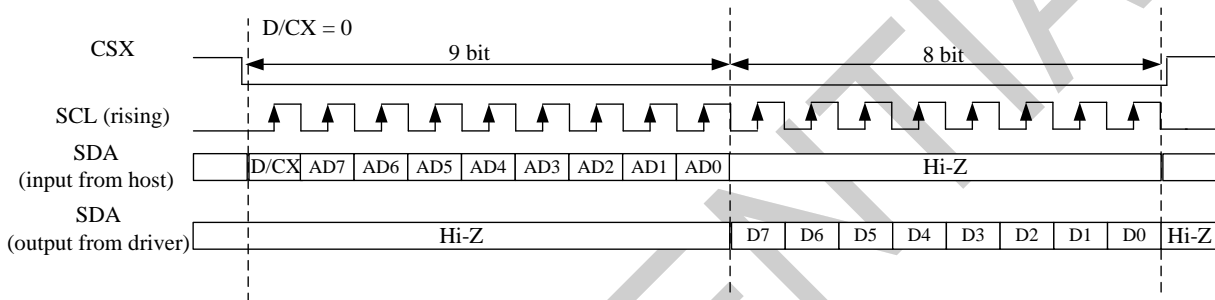 D/CX = 0
CSX
9 bit
8 bit
SCL (rising)
SDA
(input from host)
D/CX AD7 AD6 AD5 AD4 AD3 AD2 AD1 AD0
Hi-Z
SDA
(output from driver)
Hi-Z
D7 D6 D5 D4 D3 D2 D1 D0 Hi-Z